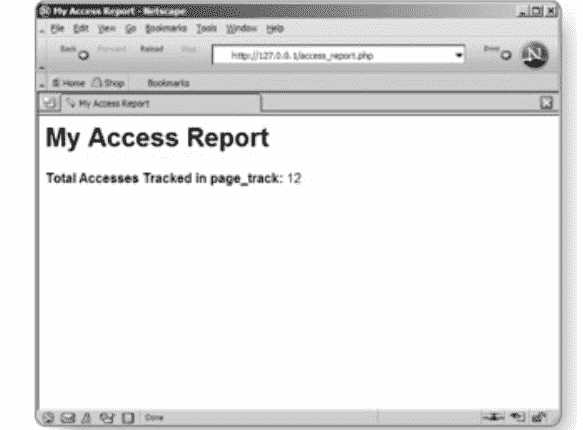 My Access Report - Netscape
File Edit View Go Bookmarks Tools Window Help
Back Forward Reload Stop http://127.0.0.1/access_report.php Print N
Home Shop Bookmarks
My Access Report
My Access Report
Total Accesses Tracked in page_track: 12
Done